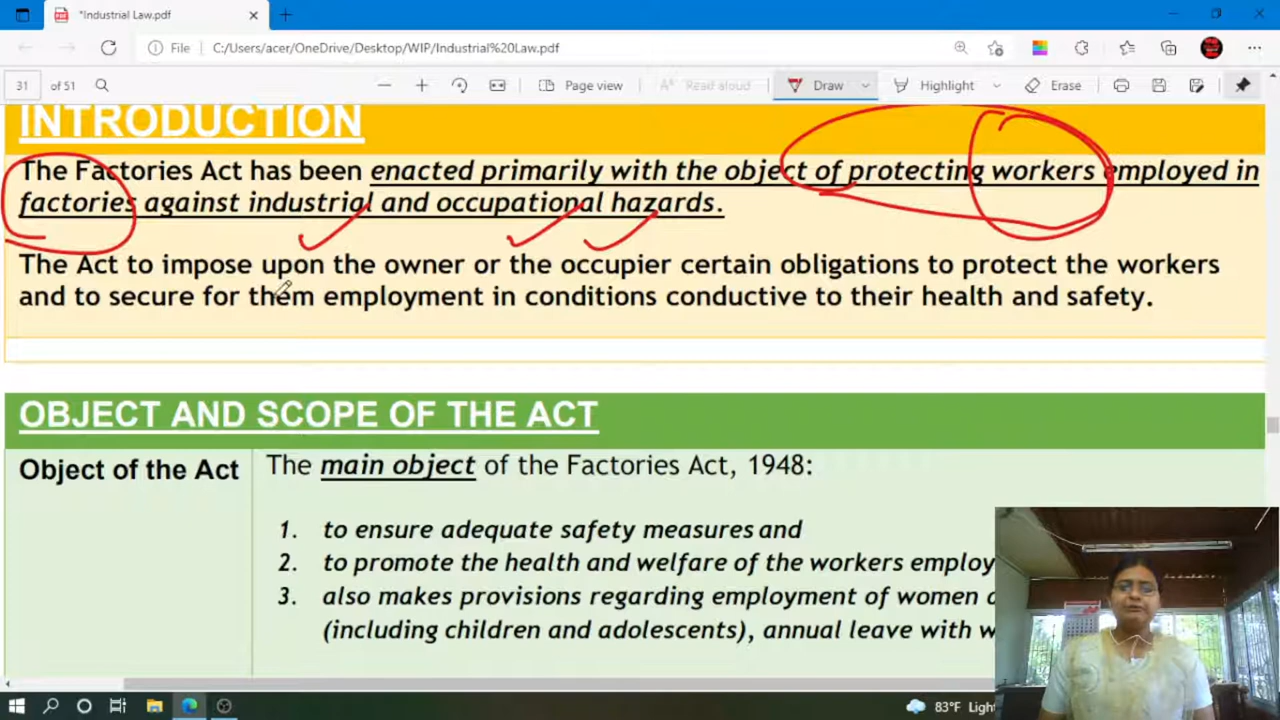 *Industrial Law.pdf
File C:/Users/acer/OneDrive/Desktop/WIP/Industrial%20Law.pdf
31 of 51 Page view Read aloud Draw Highlight Erase
INTRODUCTION
The Factories Act has been enacted primarily with the object of protecting workers employed in
factories against industrial and occupational hazards.
The Act to impose upon the owner or the occupier certain obligations to protect the workers
and to secure for them employment in conditions conductive to their health and safety.
OBJECT AND SCOPE OF THE ACT
Object of the Act The main object of the Factories Act, 1948:
1. to ensure adequate safety measures and
2. to promote the health and welfare of the workers employ
3. also makes provisions regarding employment of women
(including children and adolescents), annual leave with w
83°F Ligh